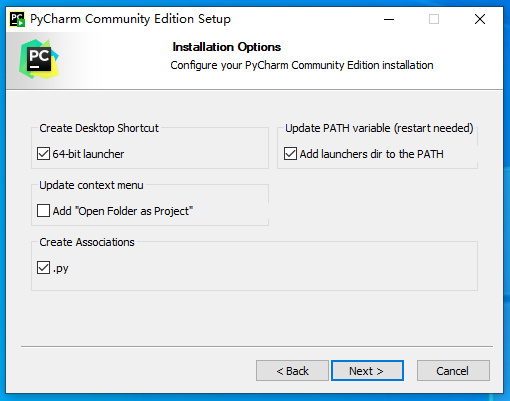 PyCharm Community Edition Setup
PC
Installation Options
Configure your PyCharm Community Edition installation
Create Desktop Shortcut
64-bit launcher
Update PATH variable (restart needed)
Add launchers dir to the PATH
Update context menu
Add "Open Folder as Project"
Create Associations
.py
< Back
Next >
Cancel